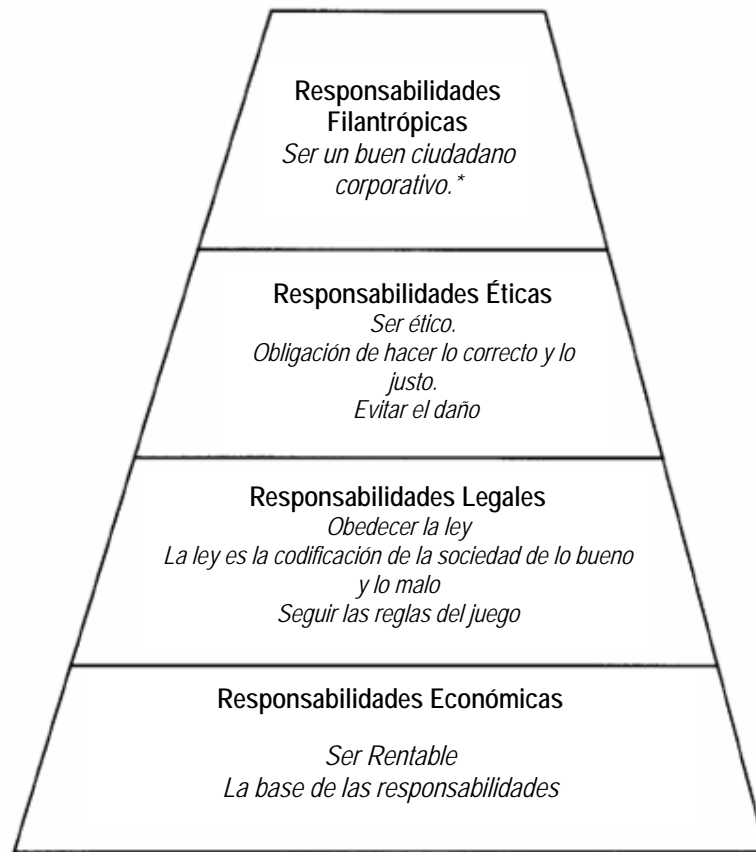 Responsabilidades
Filantrópicas
Ser un buen ciudadano
corporativo.*
Responsabilidades Éticas
Ser ético.
Obligación de hacer lo correcto y lo
justo.
Evitar el daño
Responsabilidades Legales
Obedecer la ley
La ley es la codificación de la sociedad de lo bueno
y lo malo
Seguir las reglas del juego
Responsabilidades Económicas
Ser Rentable
La base de las responsabilidades